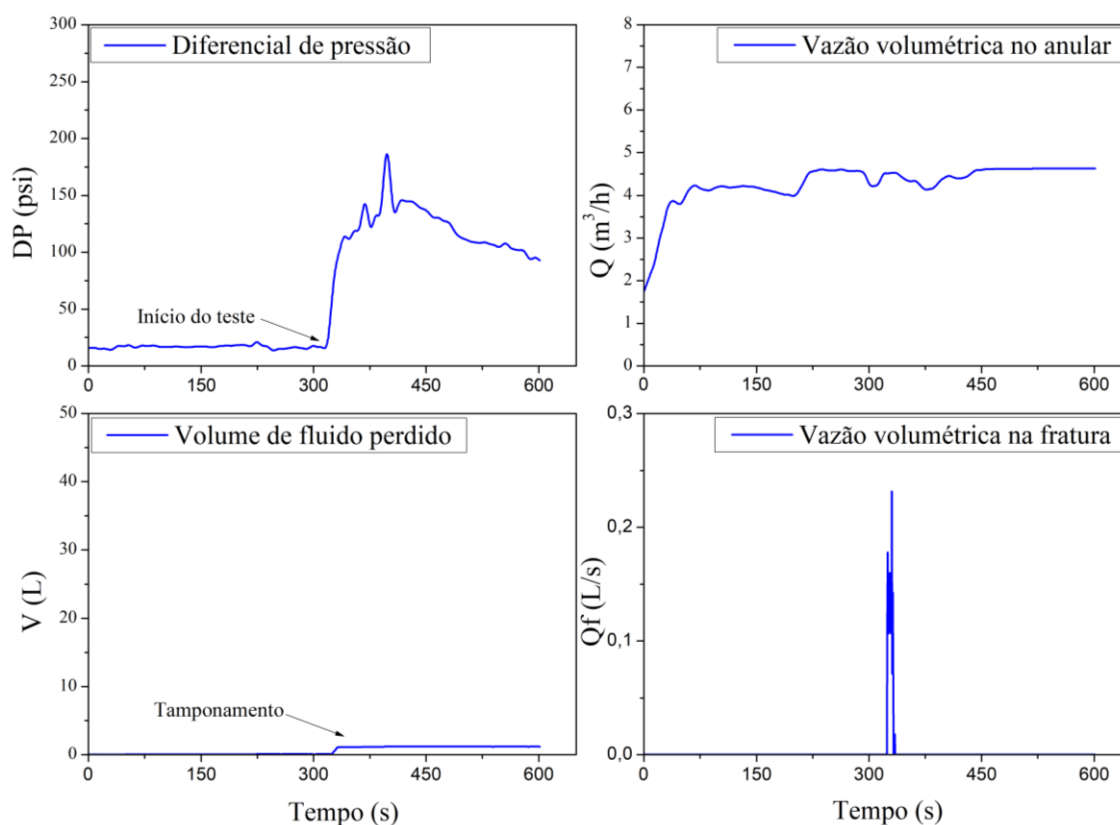 300
Diferencial de pressão
250
200
150
100
50
0
DP (psi)
Início do teste
0 150 300 450 600
8
Vazão volumétrica no anular
7
6
5
4
3
2
1
0
Q (m³/h)
0 150 300 450 600
50
Volume de fluido perdido
40
30
20
10
0
V (L)
Tamponamento
0 150 300 450 600
Tempo (s)
0,3
Vazão volumétrica na fratura
0,2
0,1
0,0
Qf (L/s)
0 150 300 450 600
Tempo (s)